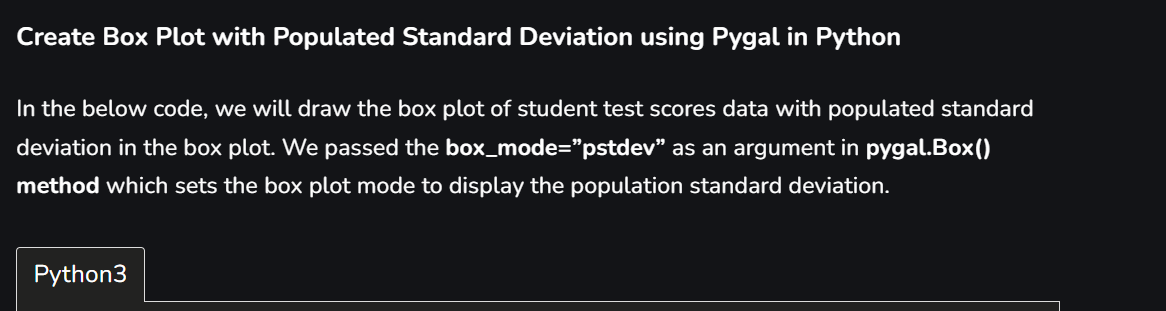 Create Box Plot with Populated Standard Deviation using Pygal in Python
In the below code, we will draw the box plot of student test scores data with populated standard
deviation in the box plot. We passed the box_mode=”pstdev” as an argument in pygal.Box()
method which sets the box plot mode to display the population standard deviation.
Python3